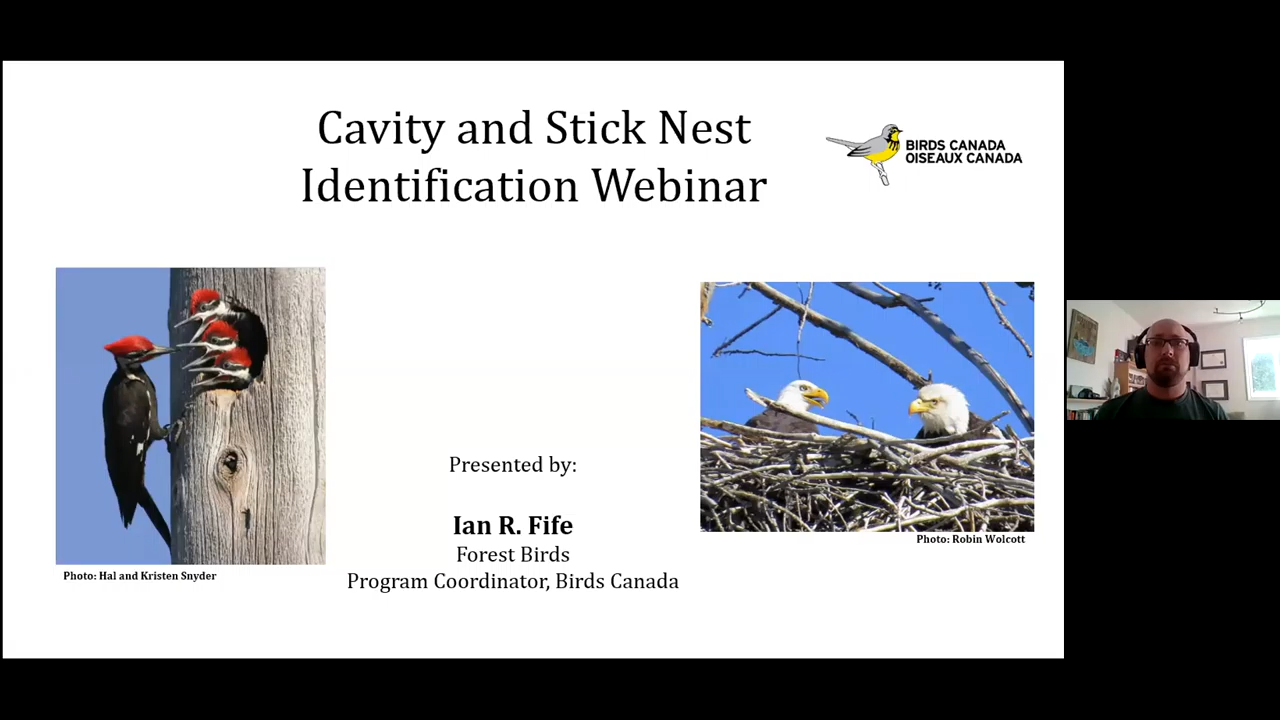 Cavity and Stick Nest
Identification Webinar
BIRDS CANADA
OISEAUX CANADA
Presented by:
Ian R. Fife
Forest Birds
Program Coordinator, Birds Canada
Photo: Hal and Kristen Snyder
Photo: Robin Wolcott